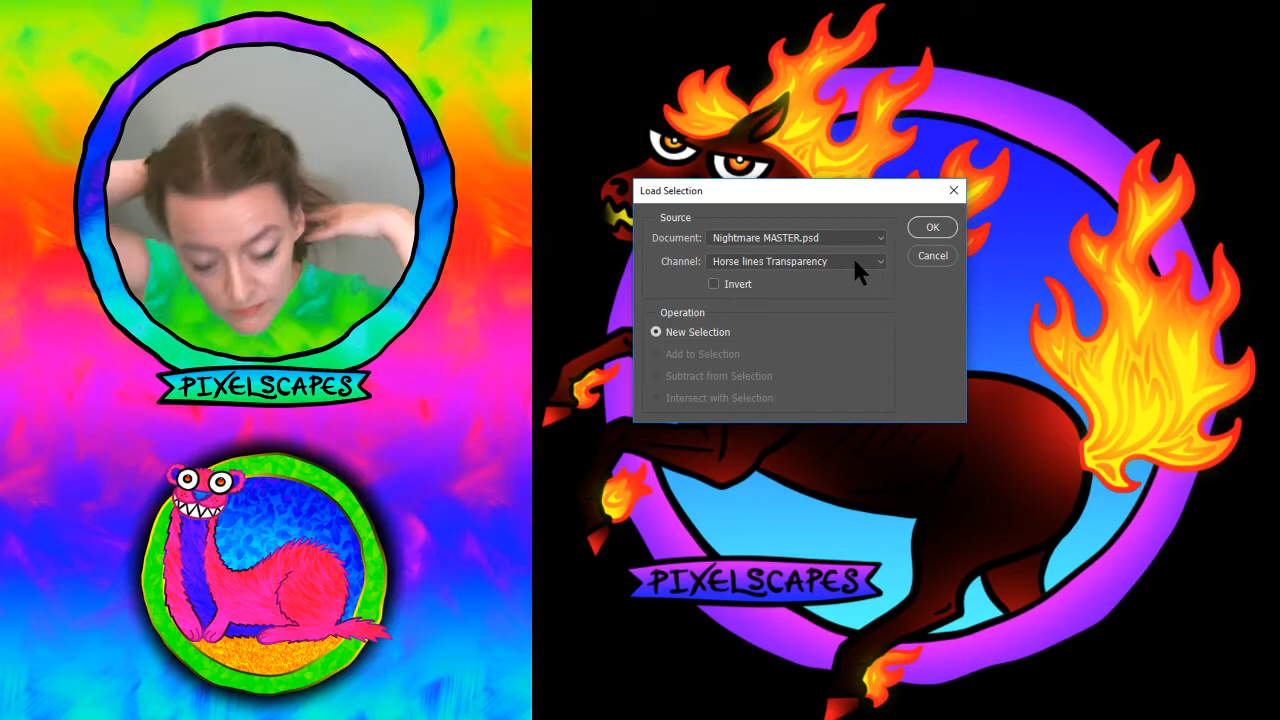 PIXELSCAPES
Load Selection
Source
Document: Nightmare MASTER.psd
Channel: Horse lines Transparency
Invert
OK
Cancel
Operation
New Selection
Add to Selection
Subtract from Selection
Intersect with Selection
PIXELSCAPES